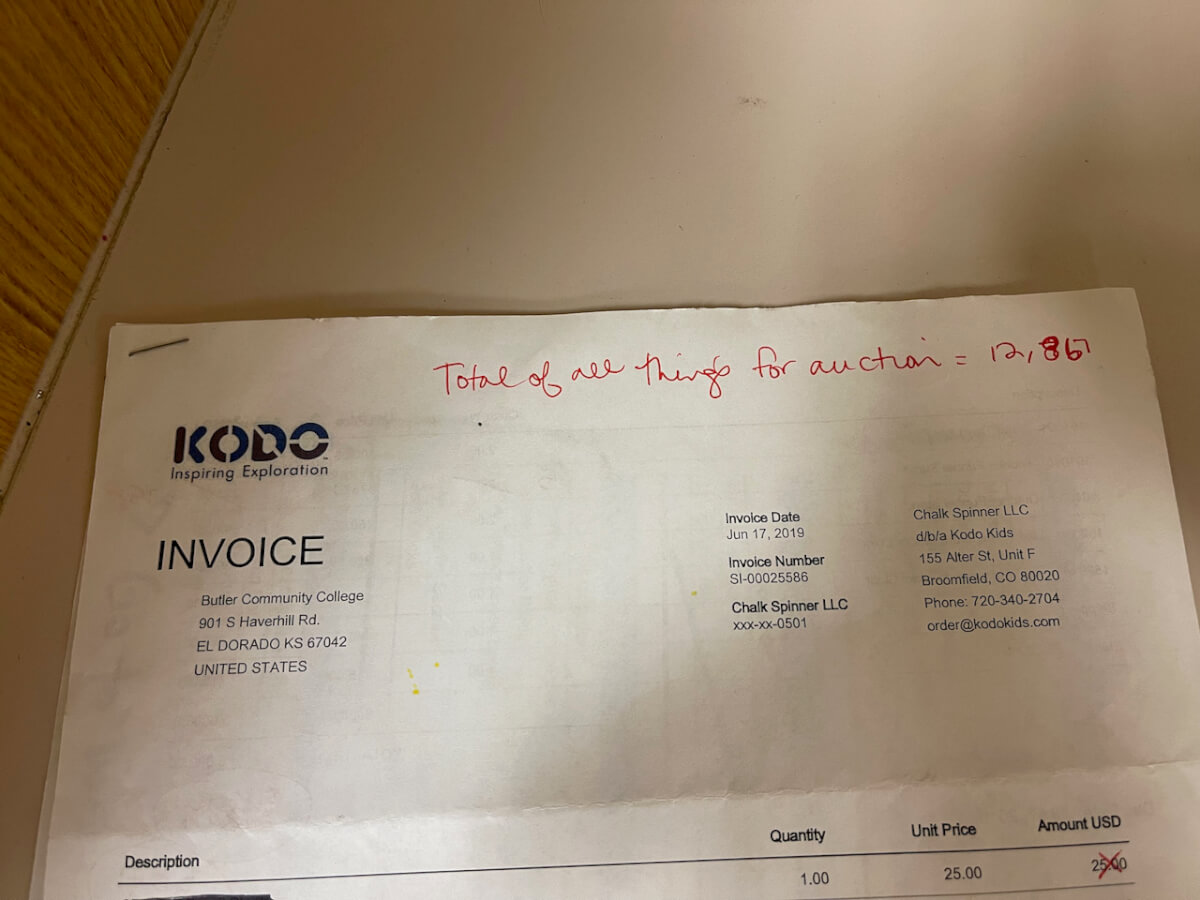 Total of all things for auction = 12,867
KODO
Inspiring Exploration
INVOICE
Butler Community College
901 S Haverhill Rd.
EL DORADO KS 67042
UNITED STATES
Invoice Date
Jun 17, 2019
Invoice Number
SI-00025586
Chalk Spinner LLC
xxx-xx-0501
Chalk Spinner LLC
d/b/a Kodo Kids
155 Alter St, Unit F
Broomfield, CO 80020
Phone: 720-340-2704
order@kodokids.com
Description Quantity Unit Price Amount USD
1.00 25.00 25.00